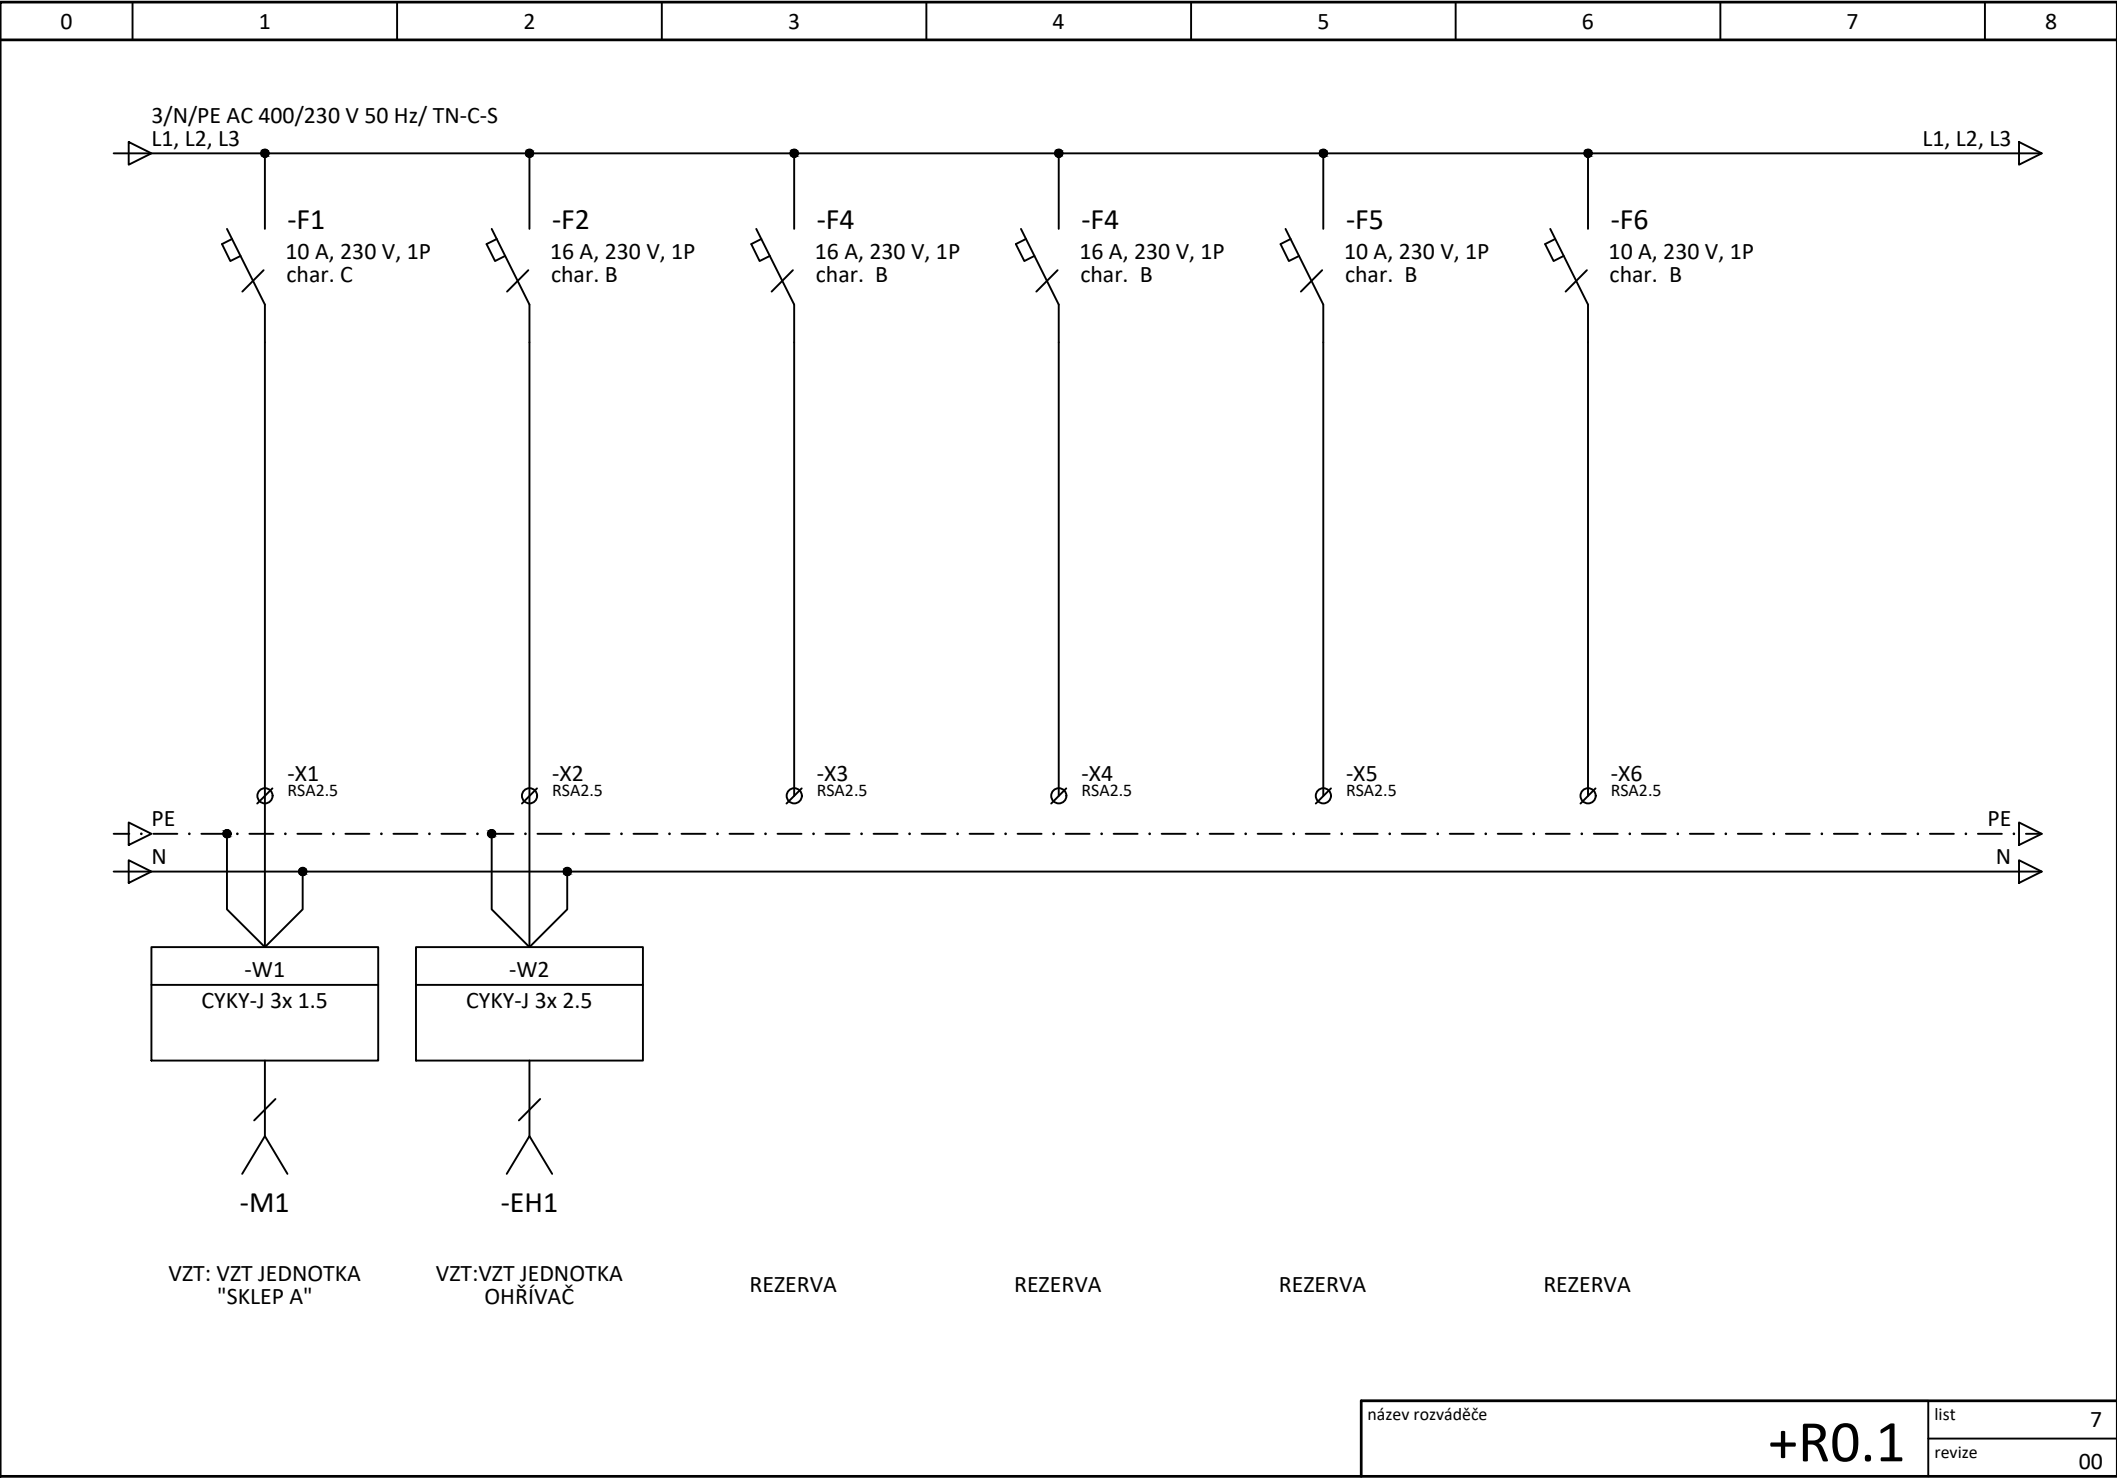 0 1 2 3 4 5 6 7 8
3/N/PE AC 400/230 V 50 Hz/ TN-C-S
L1, L2, L3
L1, L2, L3
-F1
10 A, 230 V, 1P
char. C
-F2
16 A, 230 V, 1P
char. B
-F4
16 A, 230 V, 1P
char.  B
-F4
16 A, 230 V, 1P
char.  B
-F5
10 A, 230 V, 1P
char.  B
-F6
10 A, 230 V, 1P
char.  B
-X1
RSA2.5
-X2
RSA2.5
-X3
RSA2.5
-X4
RSA2.5
-X5
RSA2.5
-X6
RSA2.5
PE
PE
N
N
-W1
CYKY-J 3x 1.5
-W2
CYKY-J 3x 2.5
-M1
-EH1
VZT: VZT JEDNOTKA
"SKLEP A"
VZT:VZT JEDNOTKA
OHŘÍVAČ
REZERVA
REZERVA
REZERVA
REZERVA
název rozváděče
+R0.1
list 7
revize 00